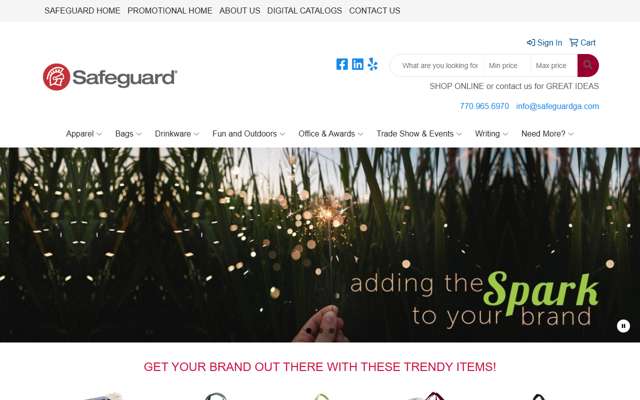 SAFEGUARD HOME PROMOTIONAL HOME ABOUT US DIGITAL CATALOGS CONTACT US
Sign In Cart
Safeguard
What are you looking for Min price Max price
SHOP ONLINE or contact us for GREAT IDEAS
770.965.6970 info@safeguardga.com
Apparel Bags Drinkware Fun and Outdoors Office & Awards Trade Show & Events Writing Need More?
adding the Spark
to your brand
GET YOUR BRAND OUT THERE WITH THESE TRENDY ITEMS!